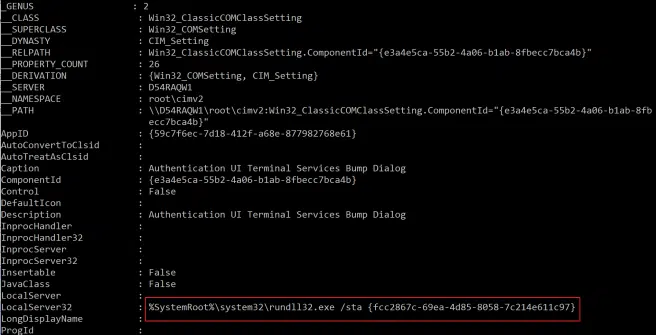 _GENUS : 2
__CLASS : Win32_ClassicCOMClassSetting
__SUPERCLASS : Win32_COMSetting
__DYNASTY : CIM_Setting
__RELPATH : Win32_ClassicCOMClassSetting.ComponentId="{e3a4e5ca-55b2-4a06-b1ab-8fbecc7bca4b}"
__PROPERTY_COUNT : 26
__DERIVATION : {Win32_COMSetting, CIM_Setting}
__SERVER : D54RAQW1
__NAMESPACE : root\cimv2
__PATH : \\D54RAQW1\root\cimv2:Win32_ClassicCOMClassSetting.ComponentId="{e3a4e5ca-55b2-4a06-b1ab-8fb
ecc7bca4b}"
AppID : {59c7f6ec-7d18-412f-a68e-877982768e61}
AutoConvertToClsid :
AutoTreatAsClsid :
Caption : Authentication UI Terminal Services Bump Dialog
ComponentId : {e3a4e5ca-55b2-4a06-b1ab-8fbecc7bca4b}
Control : False
DefaultIcon :
Description : Authentication UI Terminal Services Bump Dialog
InprocHandler :
InprocHandler32 :
InprocServer :
InprocServer32 :
Insertable : False
JavaClass : False
LocalServer :
LocalServer32 : %SystemRoot%\system32\rundll32.exe /sta {fcc2867c-69ea-4d85-8058-7c214e611c97}
LongDisplayName :
ProgId :